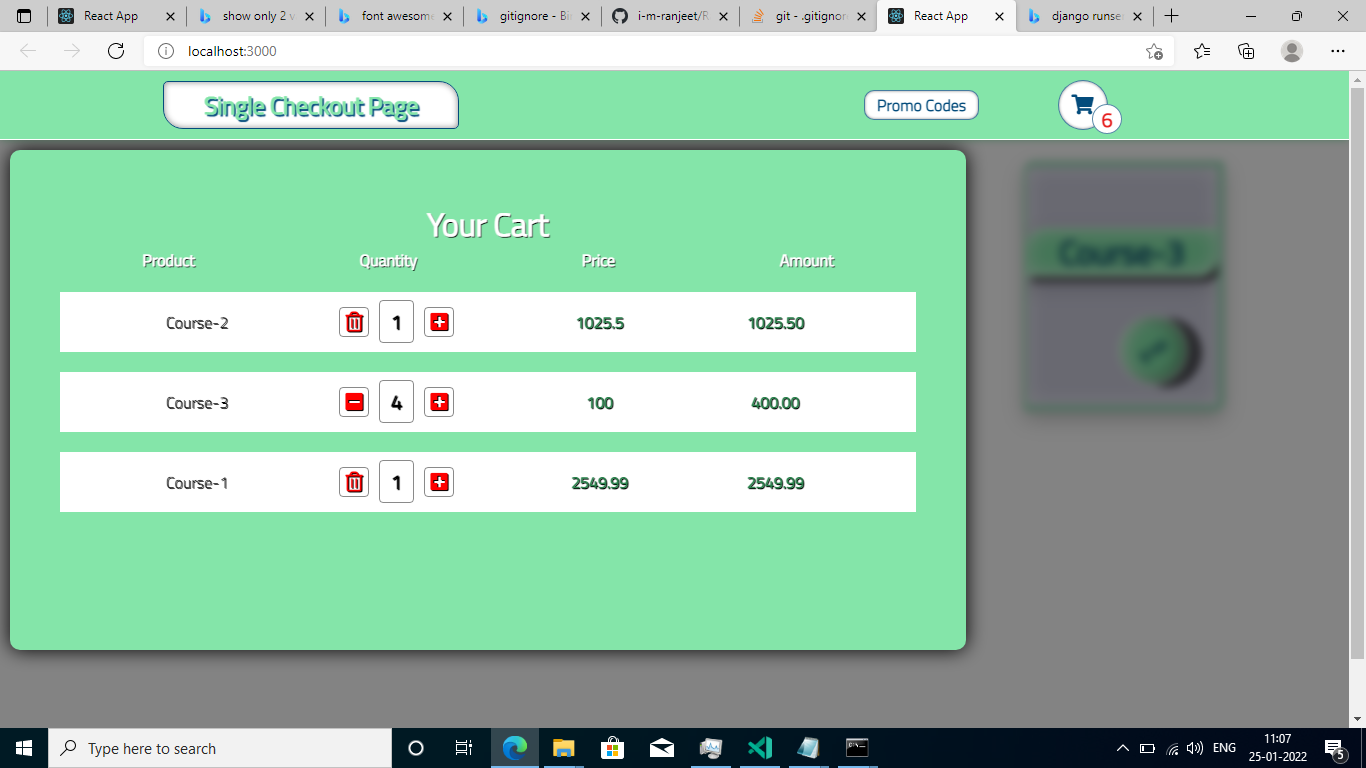 React App
show only 2 v
font awesome
gitignore - Bi
i-m-ranjeet/R
git - .gitignor
React App
django runse
localhost:3000
Single Checkout Page
Promo Codes
6
Your Cart
Product Quantity Price Amount
Course-2 1 1025.5 1025.50
Course-3 4 100 400.00
Course-1 1 2549.99 2549.99
Course-3
Type here to search
ENG
11:07
25-01-2022
5